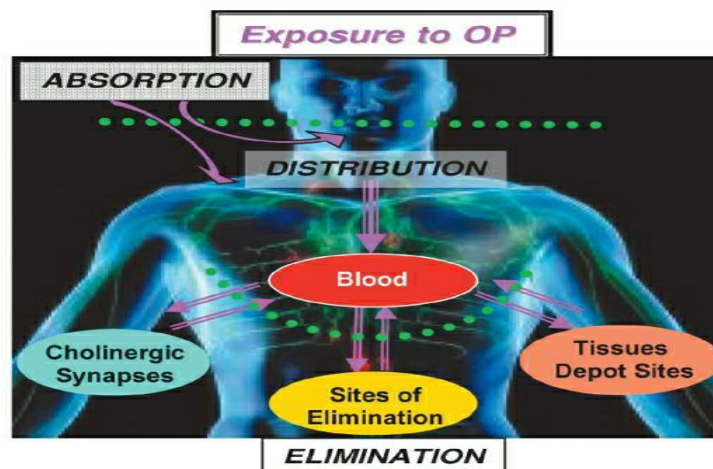 Exposure to OP
ABSORPTION
DISTRIBUTION
Blood
Cholinergic
Synapses
Tissues
Depot Sites
Sites of
Elimination
ELIMINATION